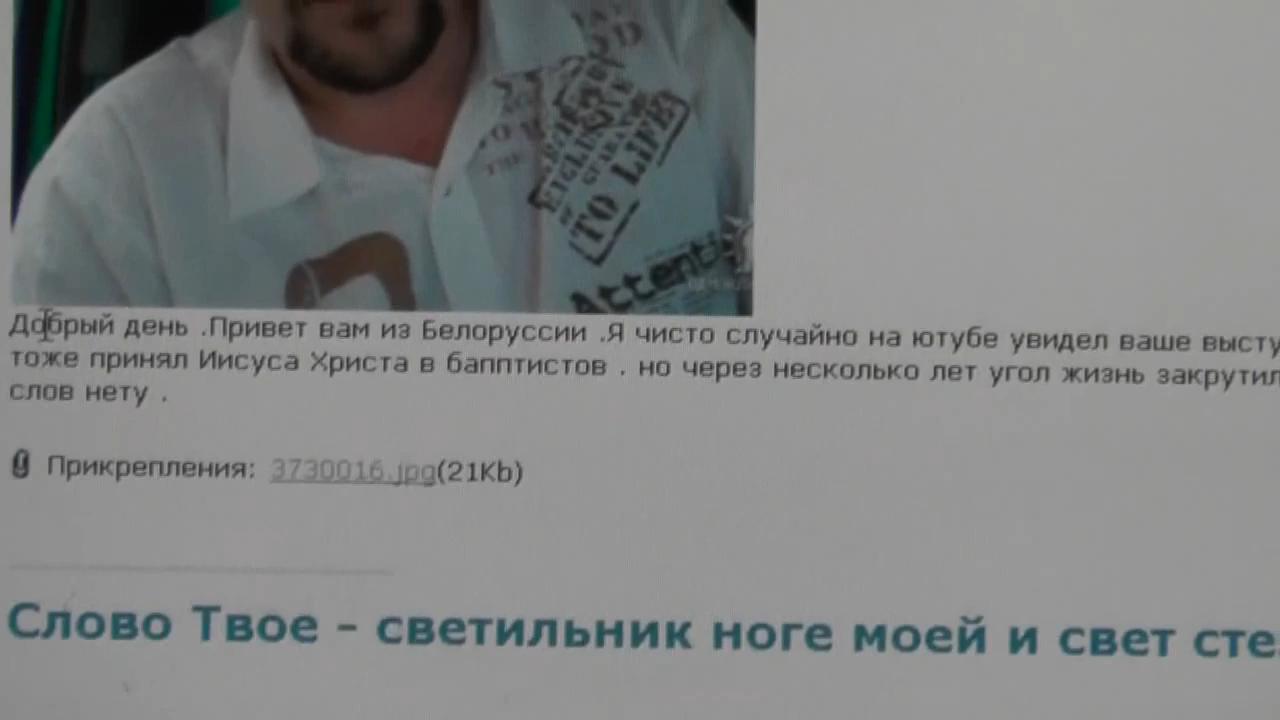 ENGLISH
TO LIFE
Attenti
Добрый день .Привет вам из Белоруссии .Я чисто случайно на ютубе увидел ваше высту
тоже принял Иисуса Христа в бапптистов . но через несколько лет угол жизнь закрутил
слов нету .
Прикрепления: 3730016.jpg(21Kb)
Слово Твое - светильник ноге моей и свет сте